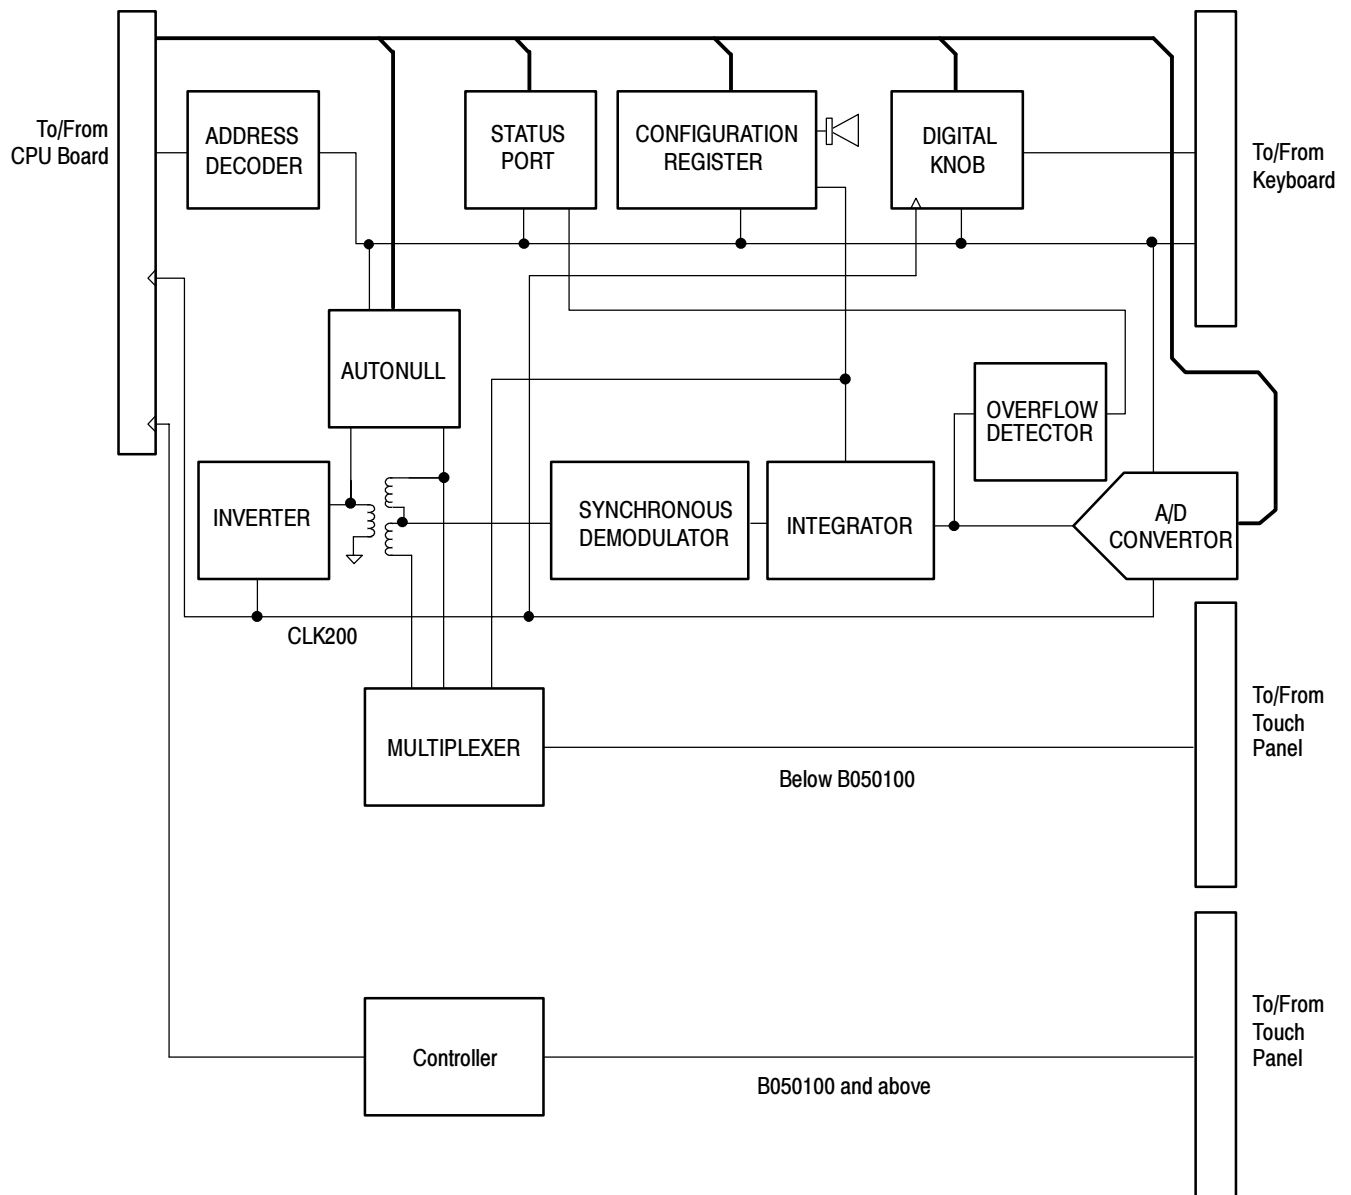 To/From
CPU Board
ADDRESS
DECODER
STATUS
PORT
CONFIGURATION
REGISTER
DIGITAL
KNOB
To/From
Keyboard
AUTONULL
OVERFLOW
DETECTOR
INVERTER
SYNCHRONOUS
DEMODULATOR
INTEGRATOR
A/D
CONVERTOR
CLK200
MULTIPLEXER
Below B050100
To/From
Touch
Panel
Controller
B050100 and above
To/From
Touch
Panel